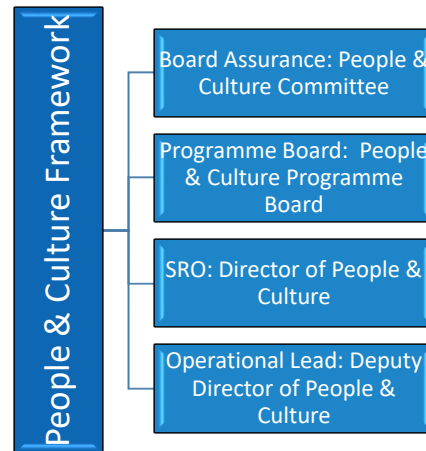 People & Culture Framework
Board Assurance: People &
Culture Committee
Programme Board:  People
& Culture Programme
Board
SRO: Director of People &
Culture
Operational Lead: Deputy
Director of People &
Culture